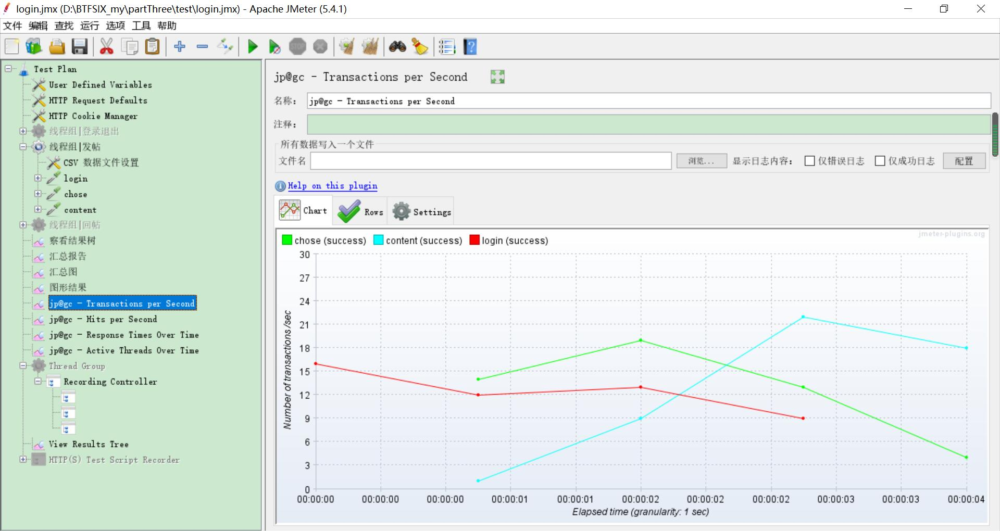 login.jmx (D:\BTFSIX_my\partThree\test\login.jmx) - Apache JMeter (5.4.1)
文件 编辑 查找 运行 选项 工具 帮助
STOP
Test Plan
User Defined Variables
HTTP Request Defaults
HTTP Cookie Manager
线程组|登录退出
线程组|发帖
CSV 数据文件设置
login
chose
content
线程组|回帖
察看结果树
汇总报告
汇总图
图形结果
jp@gc - Transactions per Second
jp@gc - Hits per Second
jp@gc - Response Times Over Time
jp@gc - Active Threads Over Time
Thread Group
Recording Controller
View Results Tree
HTTP(S) Test Script Recorder
jp@gc - Transactions per Second
名称: jp@gc - Transactions per Second
注释:
所有数据写入一个文件
文件名 浏览... 显示日志内容: 仅错误日志 仅成功日志 配置
Help on this plugin
Chart Rows Settings
jmeter-plugins.org
chose (success) content (success) login (success)
30
27
24
21
18
15
12
9
6
3
0
Number of transactions/sec
00:00:00 00:00:00 00:00:00 00:00:01 00:00:01 00:00:02 00:00:02 00:00:02 00:00:03 00:00:03 00:00:04
Elapsed time (granularity: 1 sec)